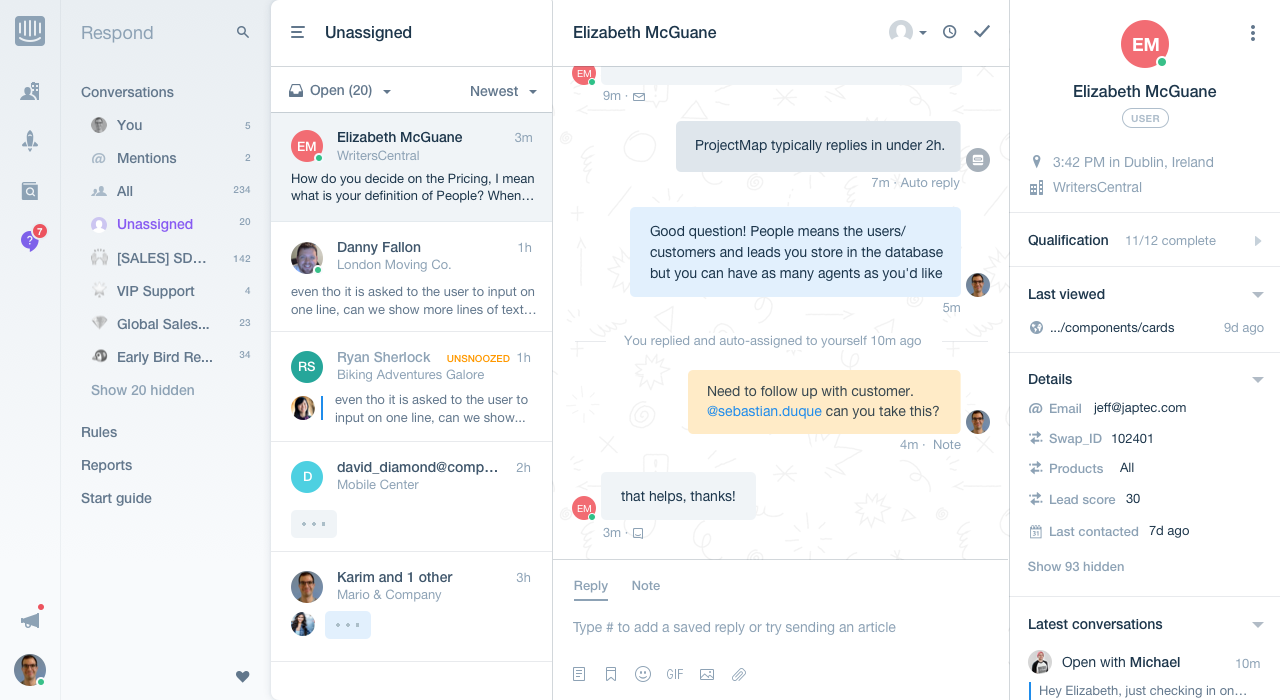 Respond
7
Conversations
You 5
@ Mentions 2
All 234
Unassigned 20
[SALES] SD... 142
VIP Support 4
Global Sales... 23
Early Bird Re... 34
Show 20 hidden
Rules
Reports
Start guide
Unassigned
Open (20) Newest
EM Elizabeth McGuane 3m
WritersCentral
How do you decide on the Pricing, I mean
what is your definition of People? When...
Danny Fallon 1h
London Moving Co.
even tho it is asked to the user to input on
one line, can we show more lines of text...
RS Ryan Sherlock UNSNOOZED 1h
Biking Adventures Galore
even tho it is asked to the user to
input on one line, can we show...
D david_diamond@comp... 2h
Mobile Center
Karim and 1 other 3h
Mario & Company
Elizabeth McGuane
EM
9m ·
ProjectMap typically replies in under 2h.
7m · Auto reply
Good question! People means the users/
customers and leads you store in the database
but you can have as many agents as you'd like
5m
You replied and auto-assigned to yourself 10m ago
Need to follow up with customer.
@sebastian.duque can you take this?
4m · Note
that helps, thanks!
EM
3m ·
Reply Note
Type # to add a saved reply or try sending an article
GIF
EM
Elizabeth McGuane
USER
3:42 PM in Dublin, Ireland
WritersCentral
Qualification 11/12 complete
Last viewed
.../components/cards 9d ago
Details
@ Email jeff@japtec.com
Swap_ID 102401
Products All
Lead score 30
Last contacted 7d ago
Show 93 hidden
Latest conversations
Open with Michael 10m
Hey Elizabeth, just checking in on...